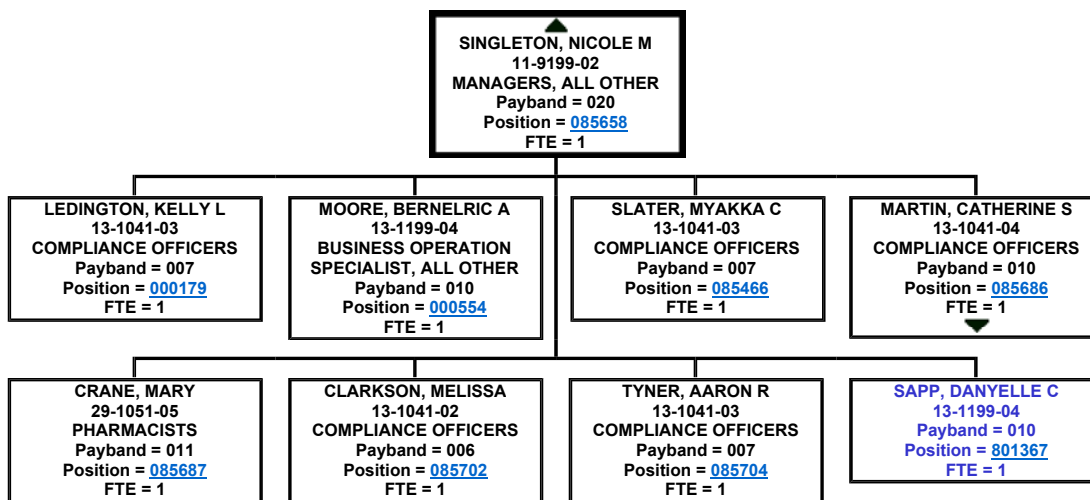 SINGLETON, NICOLE M
11-9199-02
MANAGERS, ALL OTHER
Payband = 020
Position = 085658
FTE = 1
LEDINGTON, KELLY L
13-1041-03
COMPLIANCE OFFICERS
Payband = 007
Position = 000179
FTE = 1
MOORE, BERNELRIC A
13-1199-04
BUSINESS OPERATION
SPECIALIST, ALL OTHER
Payband = 010
Position = 000554
FTE = 1
SLATER, MYAKKA C
13-1041-03
COMPLIANCE OFFICERS
Payband = 007
Position = 085466
FTE = 1
MARTIN, CATHERINE S
13-1041-04
COMPLIANCE OFFICERS
Payband = 010
Position = 085686
FTE = 1
CRANE, MARY
29-1051-05
PHARMACISTS
Payband = 011
Position = 085687
FTE = 1
CLARKSON, MELISSA
13-1041-02
COMPLIANCE OFFICERS
Payband = 006
Position = 085702
FTE = 1
TYNER, AARON R
13-1041-03
COMPLIANCE OFFICERS
Payband = 007
Position = 085704
FTE = 1
SAPP, DANYELLE C
13-1199-04
Payband = 010
Position = 801367
FTE = 1